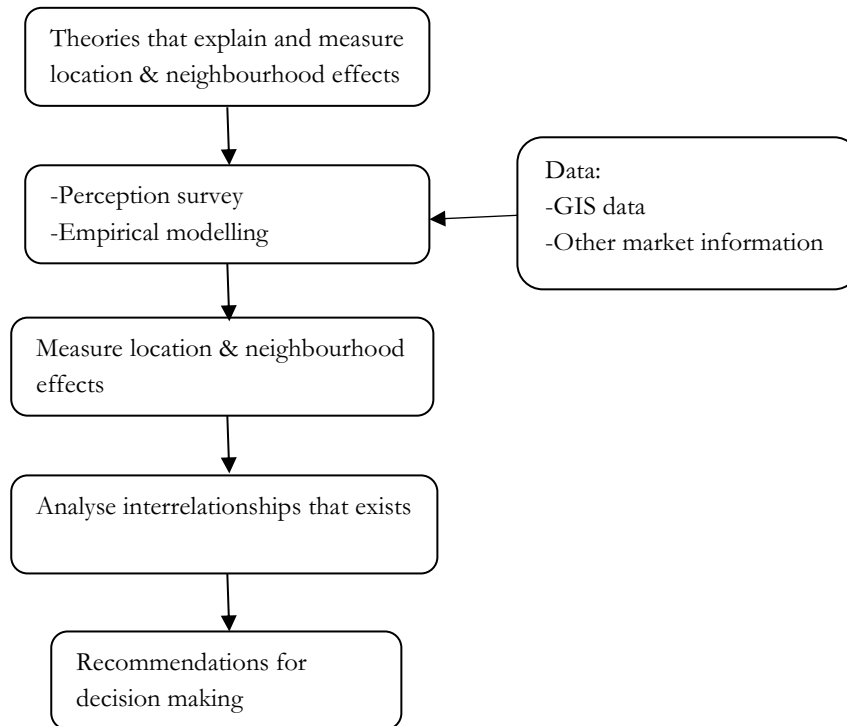 Theories that explain and measure
location & neighbourhood effects
-Perception survey
-Empirical modelling
Data:
-GIS data
-Other market information
Measure location & neighbourhood
effects
Analyse interrelationships that exists
Recommendations for
decision making